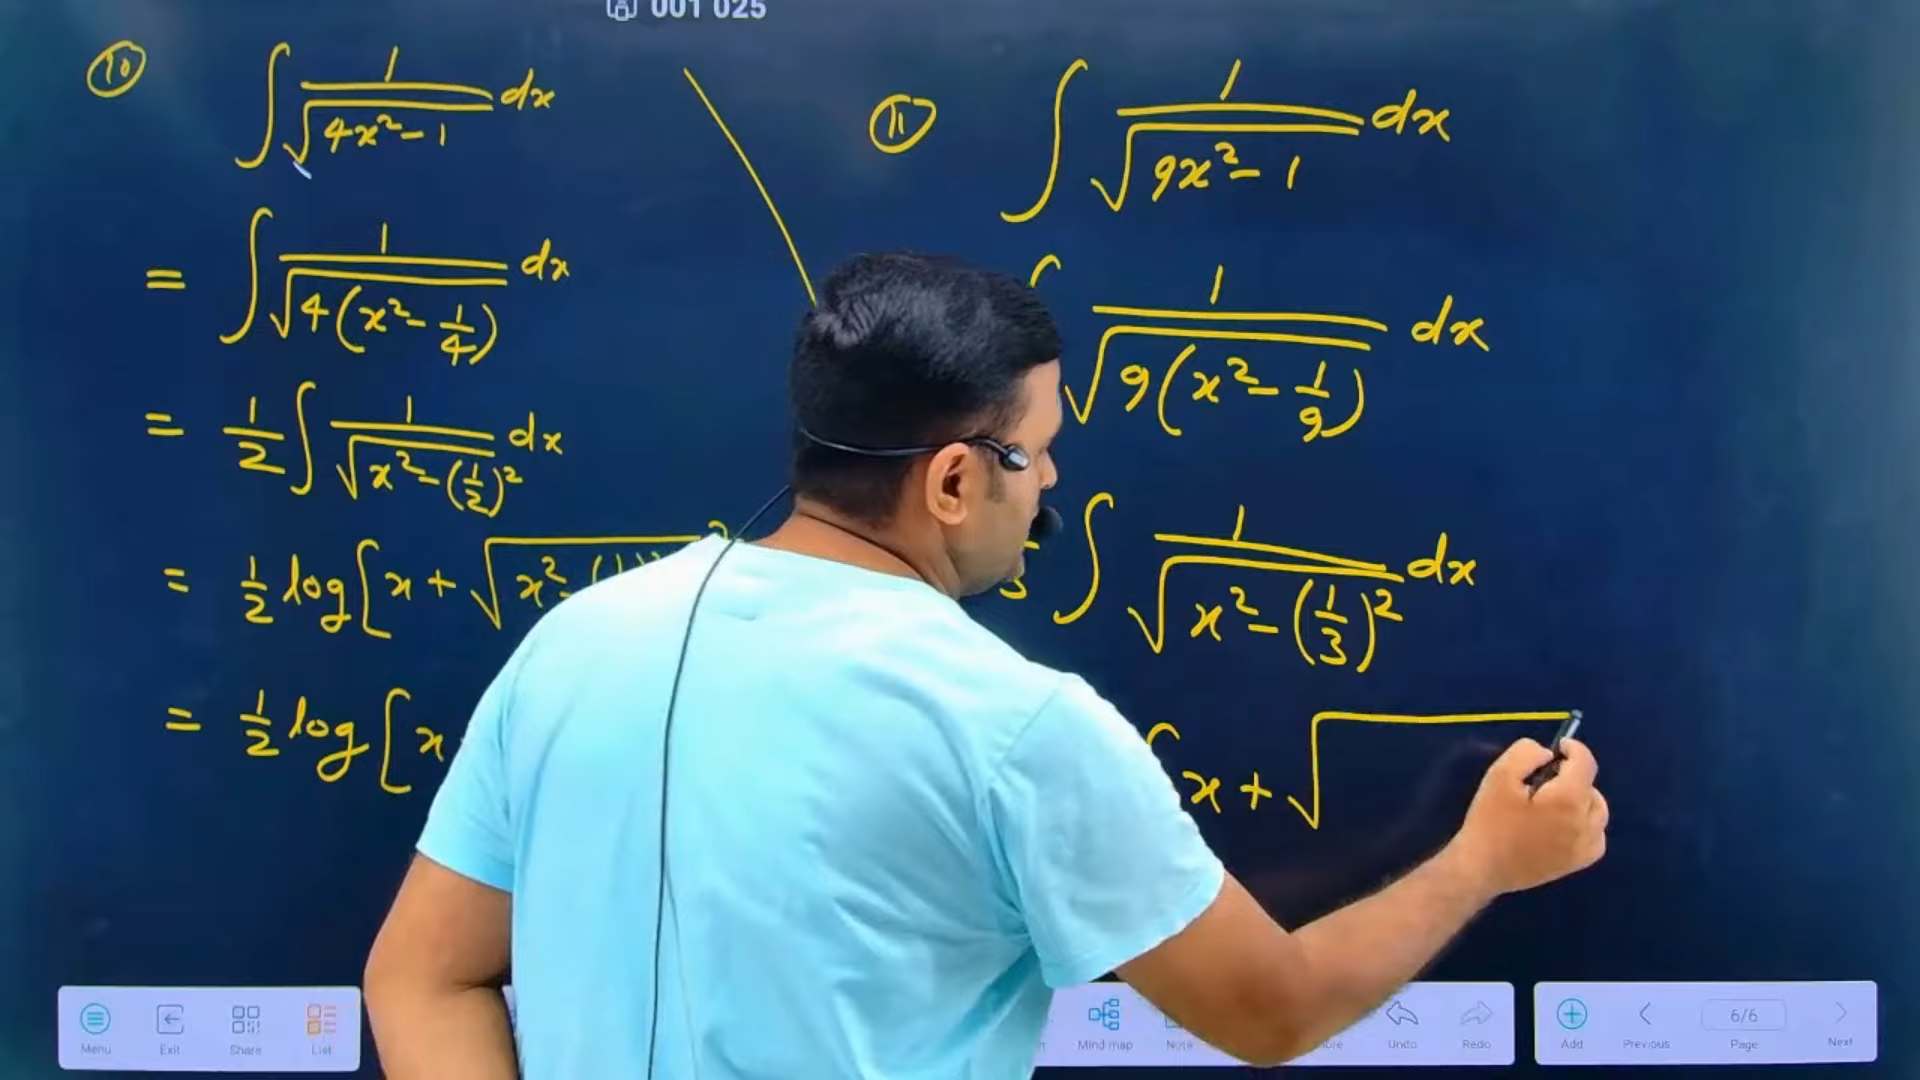 001 025
⑩ ∫ 1/√(4x² - 1) dx
= ∫ 1/√(4(x² - 1/4)) dx
= 1/2 ∫ 1/√(x² - (1/2)²) dx
= 1/2 log[x + √(x² -
= 1/2 log[x
⑪ ∫ 1/√(9x² - 1) dx
∫ 1/√(9(x² - 1/9)) dx
∫ 1/√(x² - (1/3)²) dx
x + √
Menu Exit Share List Mind map Note Undo Redo Add Previous 6/6 Page Next